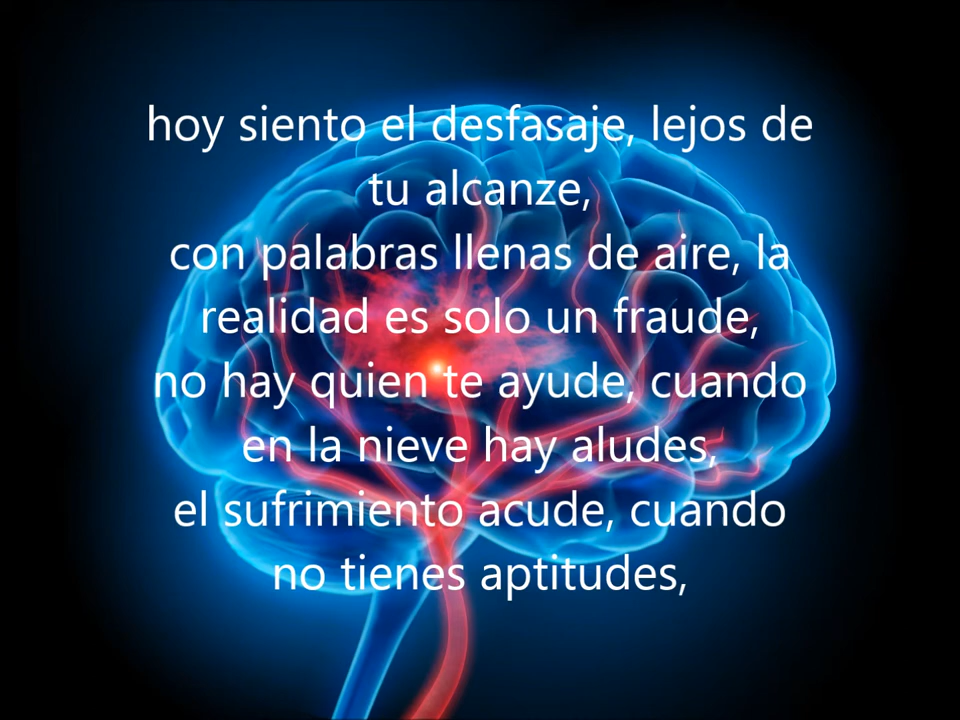 hoy siento el desfasaje, lejos de
tu alcanze,
con palabras llenas de aire, la
realidad es solo un fraude,
no hay quien te ayude, cuando
en la nieve hay aludes,
el sufrimiento acude, cuando
no tienes aptitudes,